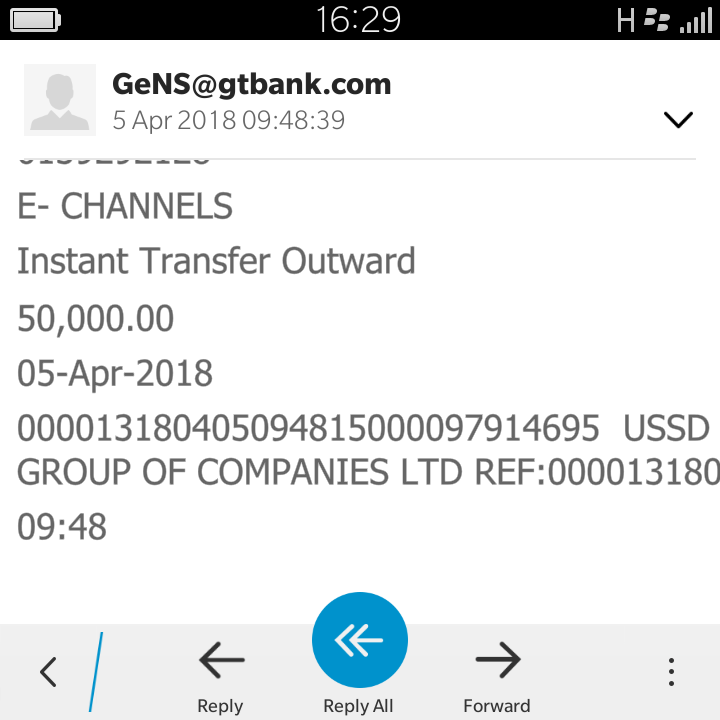 16:29
H
GeNS@gtbank.com
5 Apr 2018 09:48:39
E- CHANNELS
Instant Transfer Outward
50,000.00
05-Apr-2018
000013180405094815000097914695 USSD
GROUP OF COMPANIES LTD REF:000013180
09:48
Reply
Reply All
Forward